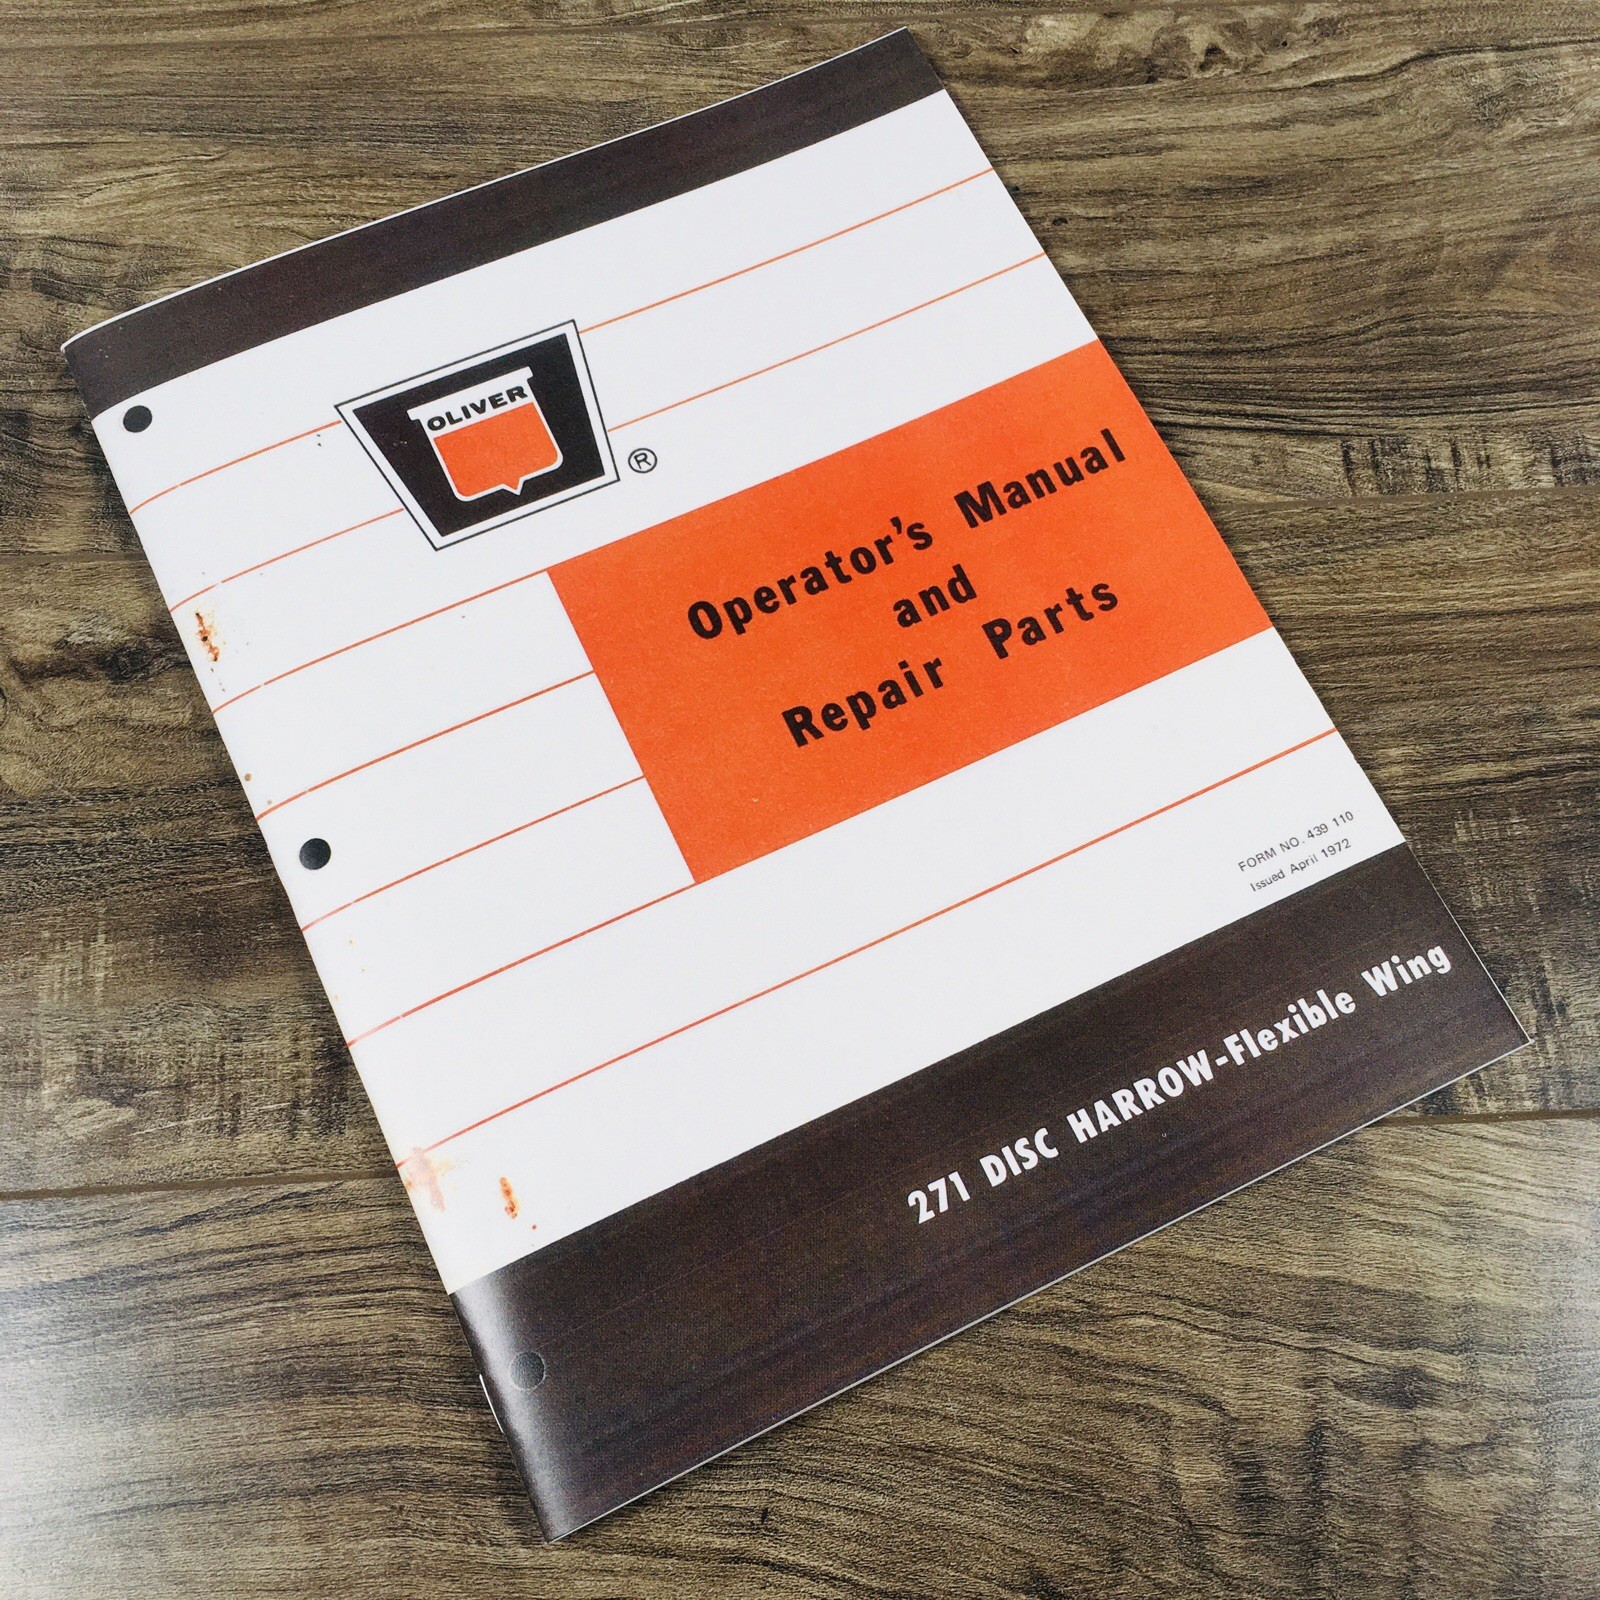 OLIVER
®
Operator's Manual
and
Repair Parts
FORM NO. 439 110
Issued April 1972
271 DISC HARROW-Flexible Wing